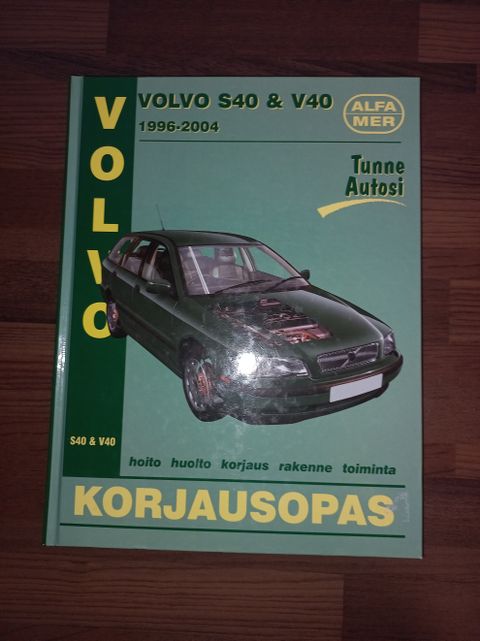 VOLVO
VOLVO S40 & V40
1996-2004
ALFA
MER
Tunne
Autosi
S40 & V40
hoito huolto korjaus rakenne toiminta
KORJAUSOPAS